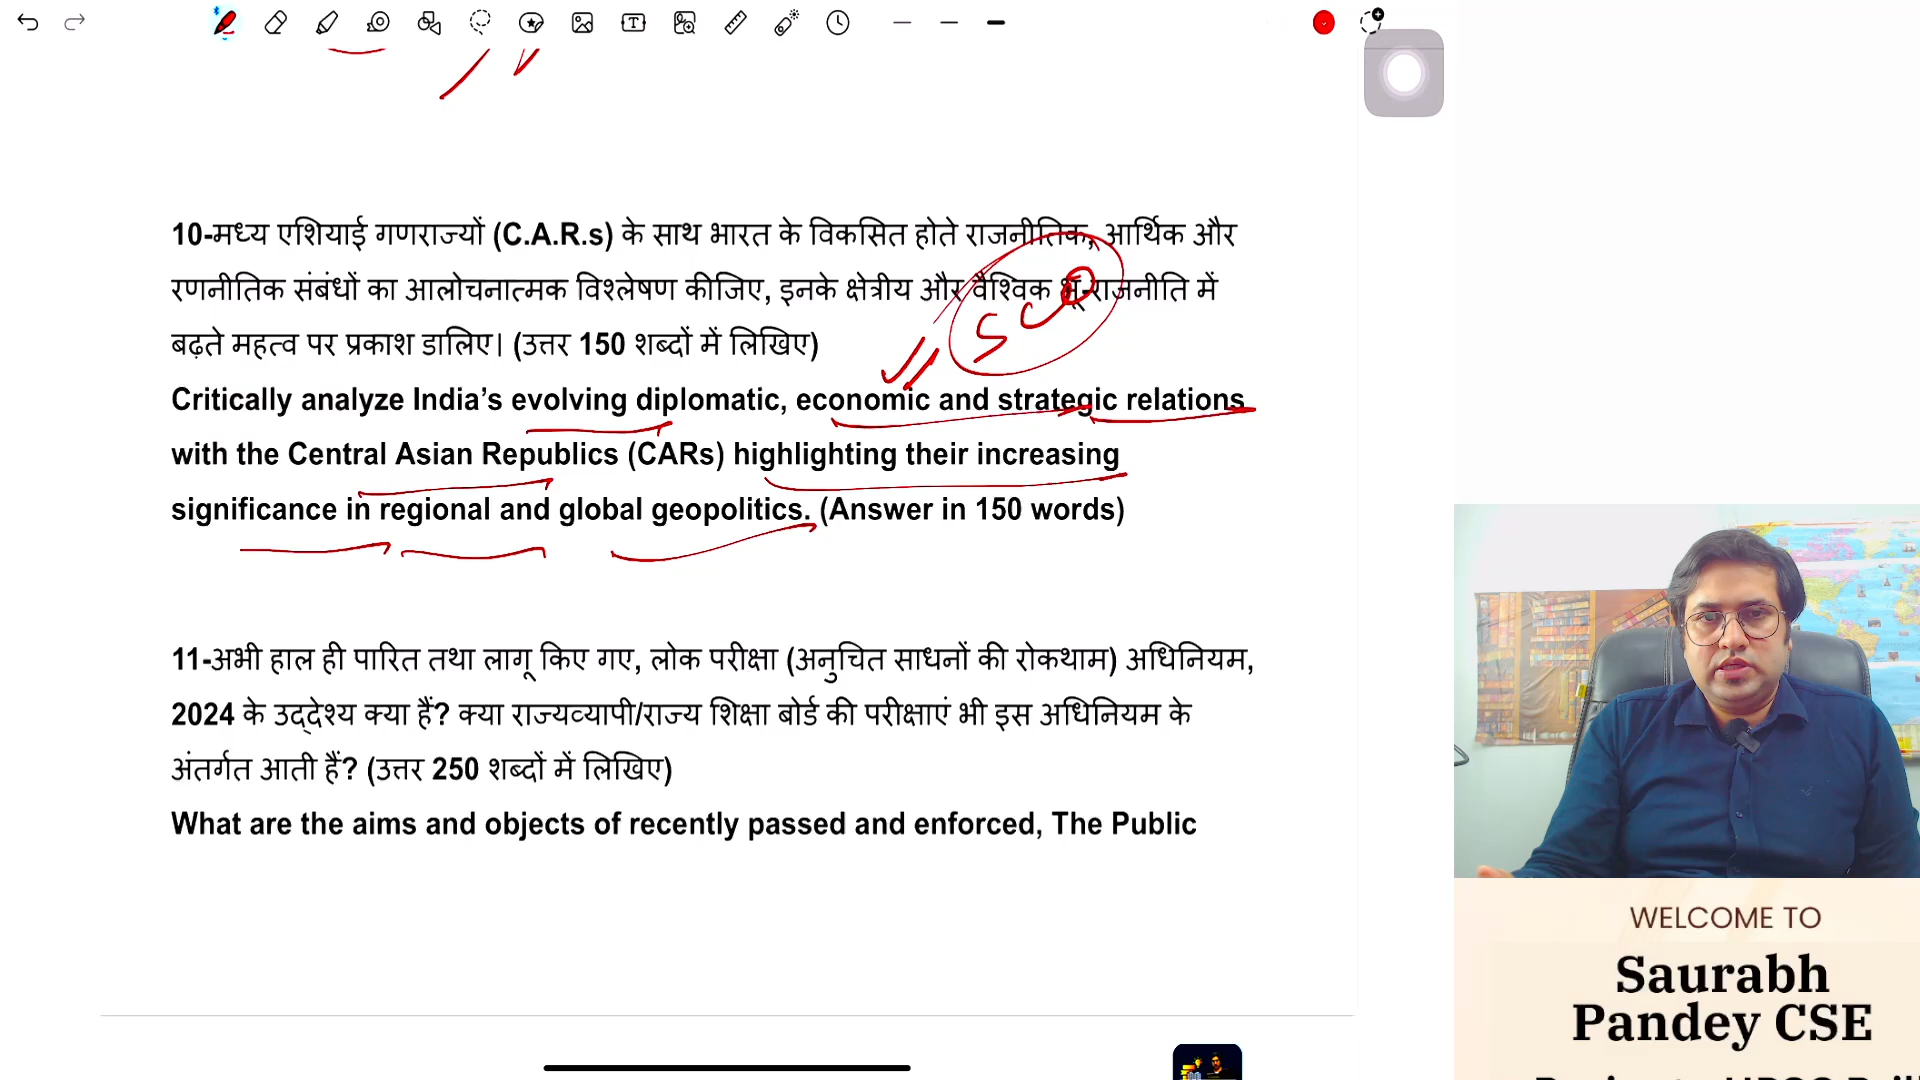 10-मध्य एशियाई गणराज्यों (C.A.R.s) के साथ भारत के विकसित होते राजनीतिक, आर्थिक और
रणनीतिक संबंधों का आलोचनात्मक विश्लेषण कीजिए, इनके क्षेत्रीय और वैश्विक भू-राजनीति में
बढ़ते महत्व पर प्रकाश डालिए। (उत्तर 150 शब्दों में लिखिए)
SCO
Critically analyze India’s evolving diplomatic, economic and strategic relations
with the Central Asian Republics (CARs) highlighting their increasing
significance in regional and global geopolitics. (Answer in 150 words)
11-अभी हाल ही पारित तथा लागू किए गए, लोक परीक्षा (अनुचित साधनों की रोकथाम) अधिनियम,
2024 के उद्देश्य क्या हैं? क्या राज्यव्यापी/राज्य शिक्षा बोर्ड की परीक्षाएं भी इस अधिनियम के
अंतर्गत आती हैं? (उत्तर 250 शब्दों में लिखिए)
What are the aims and objects of recently passed and enforced, The Public
WELCOME TO
Saurabh
Pandey CSE